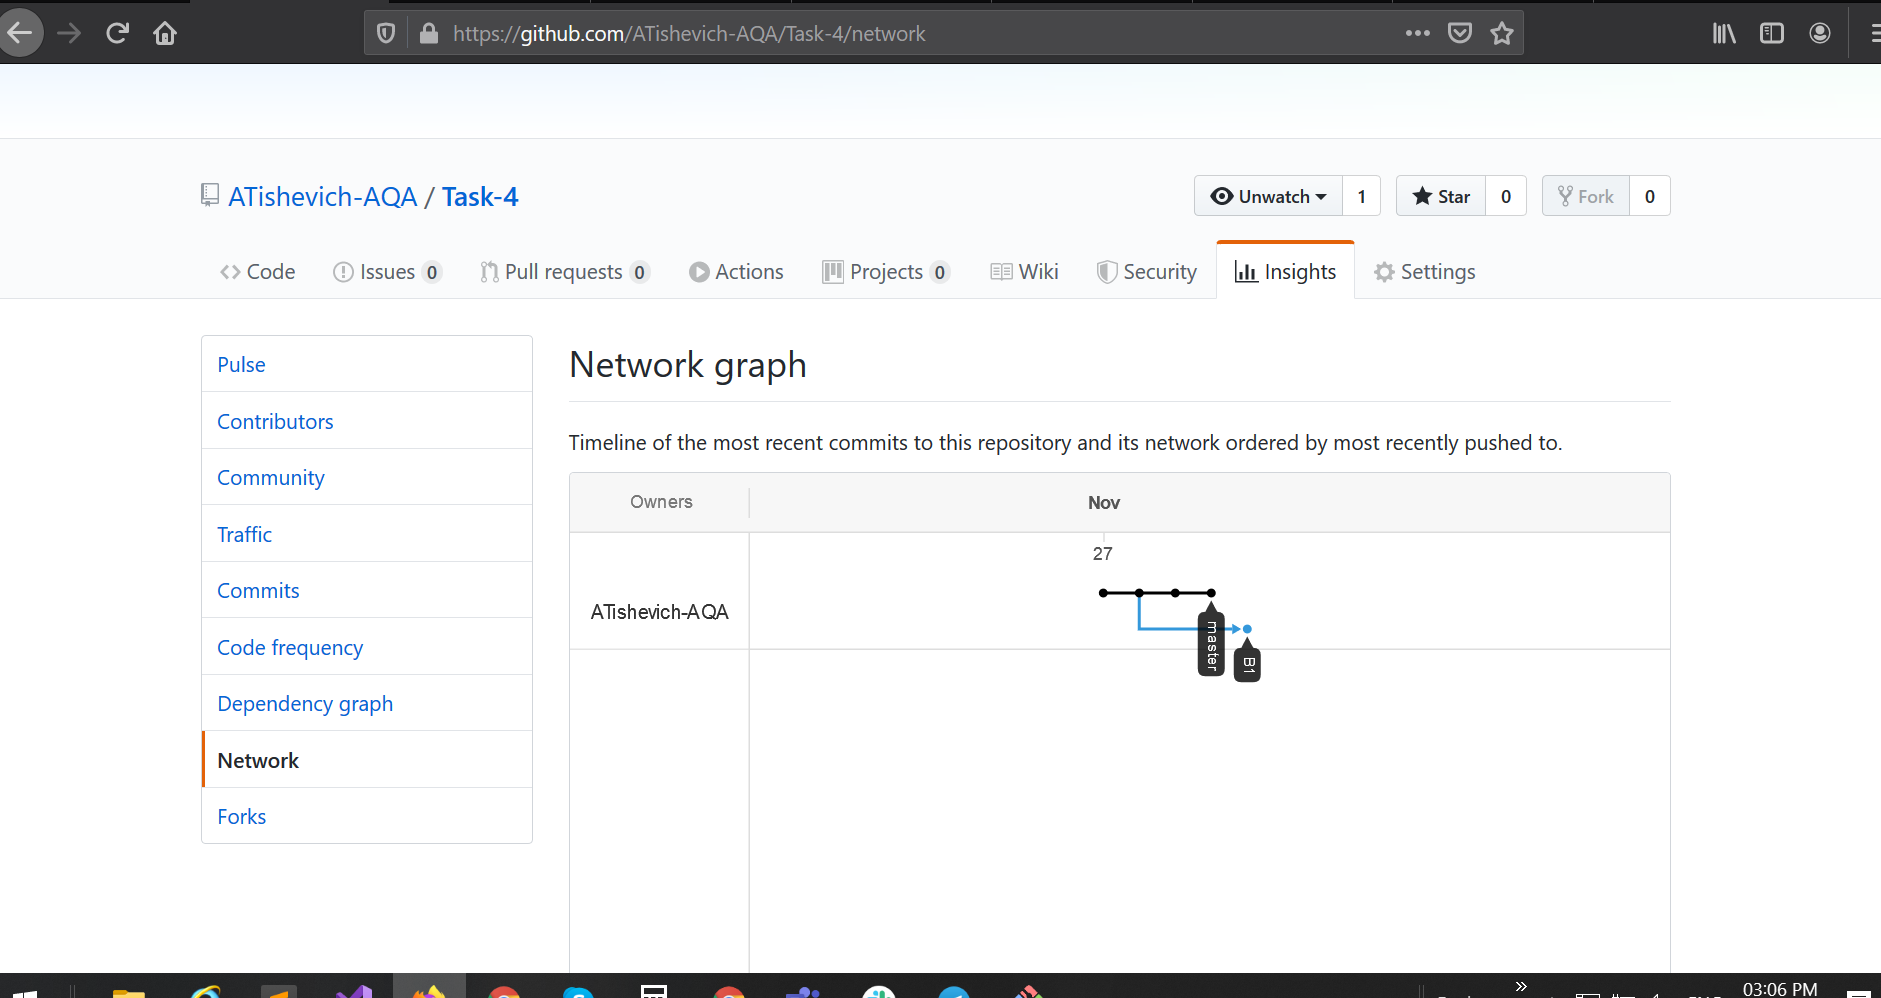 https://github.com/ATishevich-AQA/Task-4/network
ATishevich-AQA / Task-4
Unwatch 1
Star 0
Fork 0
Code
Issues 0
Pull requests 0
Actions
Projects 0
Wiki
Security
Insights
Settings
Pulse
Contributors
Community
Traffic
Commits
Code frequency
Dependency graph
Network
Forks
Network graph
Timeline of the most recent commits to this repository and its network ordered by most recently pushed to.
Owners
Nov
27
ATishevich-AQA
master
B1
03:06 PM